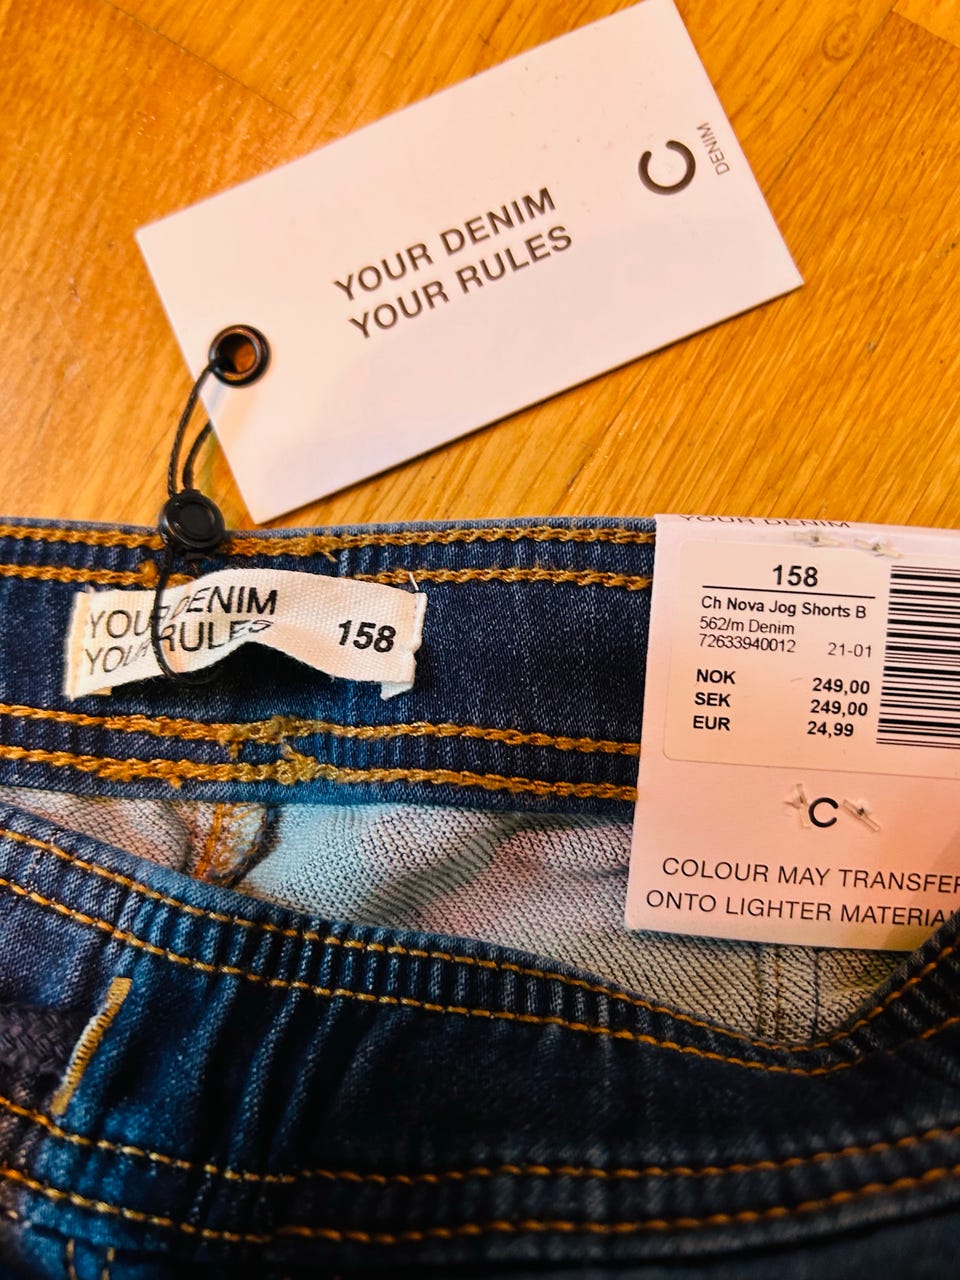 DENIM
YOUR DENIM
YOUR RULES
YOUR DENIM
YOUR RULES
158
YOUR DENIM
158
Ch Nova Jog Shorts B
562/m Denim
72633940012 21-01
NOK 249,00
SEK 249,00
EUR 24,99
C
COLOUR MAY TRANSFER
ONTO LIGHTER MATERIA